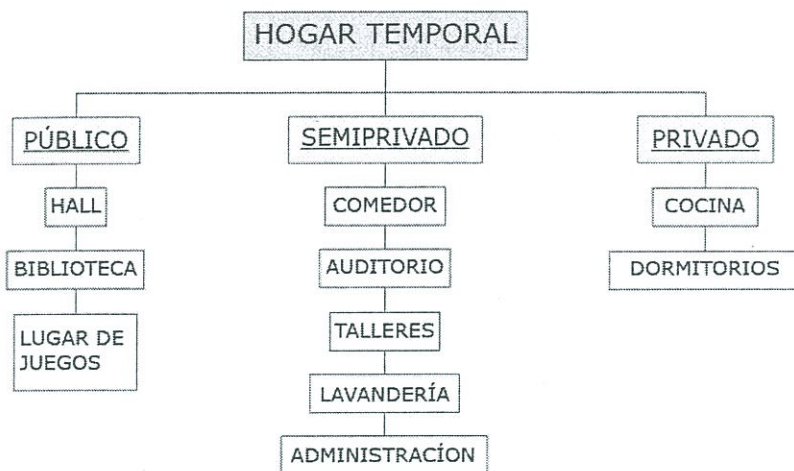 HOGAR TEMPORAL
PÚBLICO
HALL
BIBLIOTECA
LUGAR DE
JUEGOS
SEMIPRIVADO
COMEDOR
AUDITORIO
TALLERES
LAVANDERÍA
ADMINISTRACÍON
PRIVADO
COCINA
DORMITORIOS